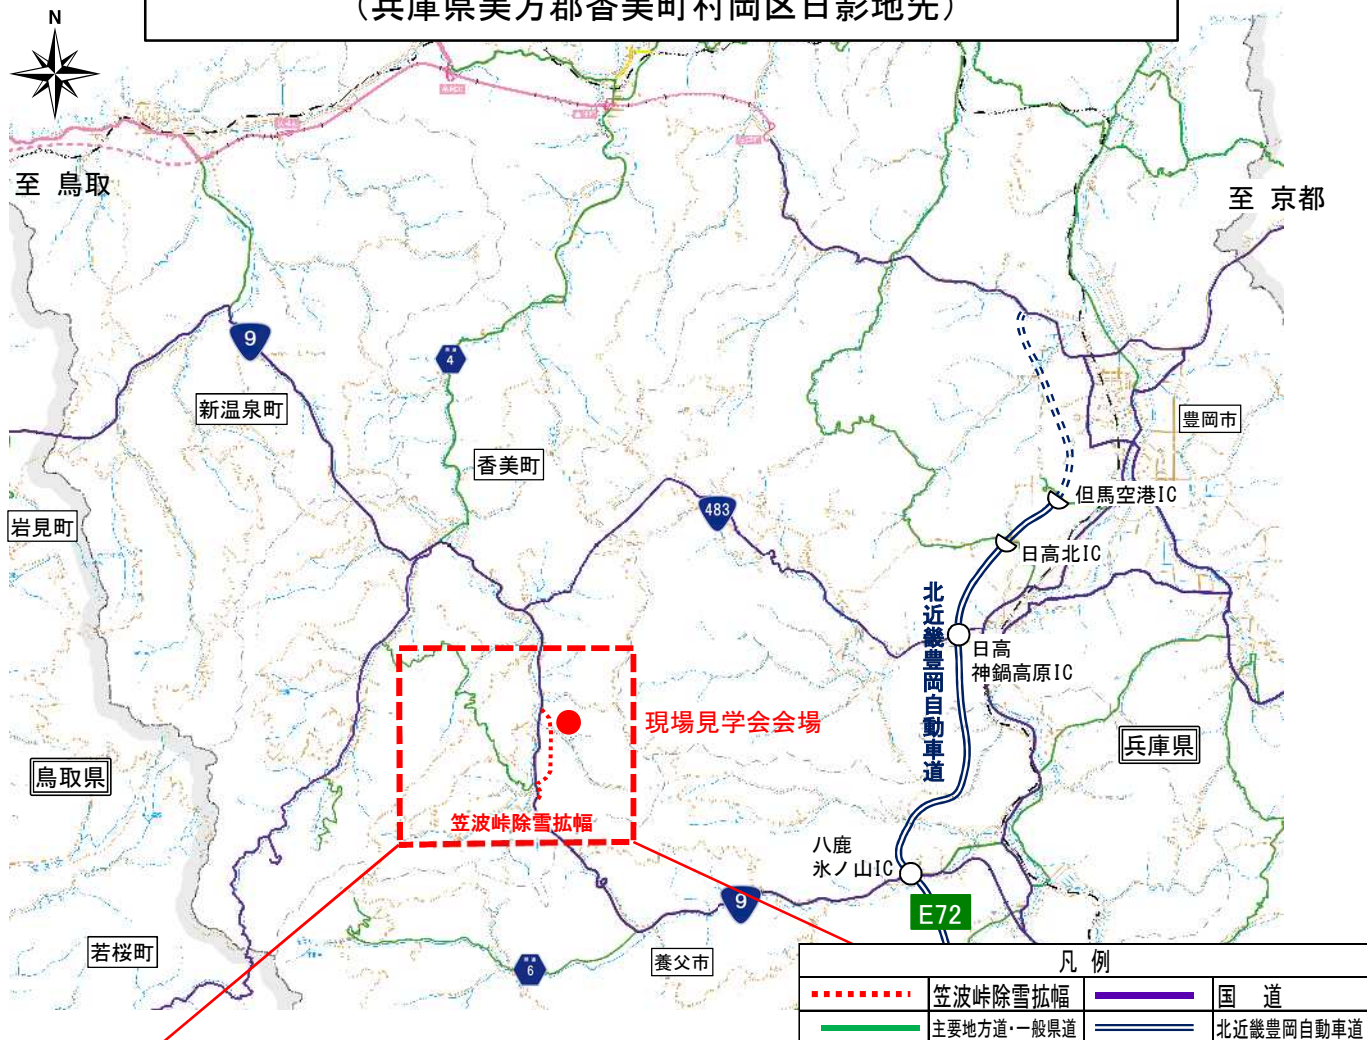 （兵庫県美方郡香美町村岡区日影地先）
N
至 鳥取
至 京都
9
4
新温泉町
豊岡市
香美町
483
但馬空港IC
岩見町
日高北IC
北近畿豊岡自動車道
日高
神鍋高原IC
現場見学会会場
兵庫県
鳥取県
笠波峠除雪拡幅
八鹿
氷ノ山IC
9
E72
若桜町
養父市
6
凡 例
笠波峠除雪拡幅
国 道
主要地方道・一般県道
北近畿豊岡自動車道